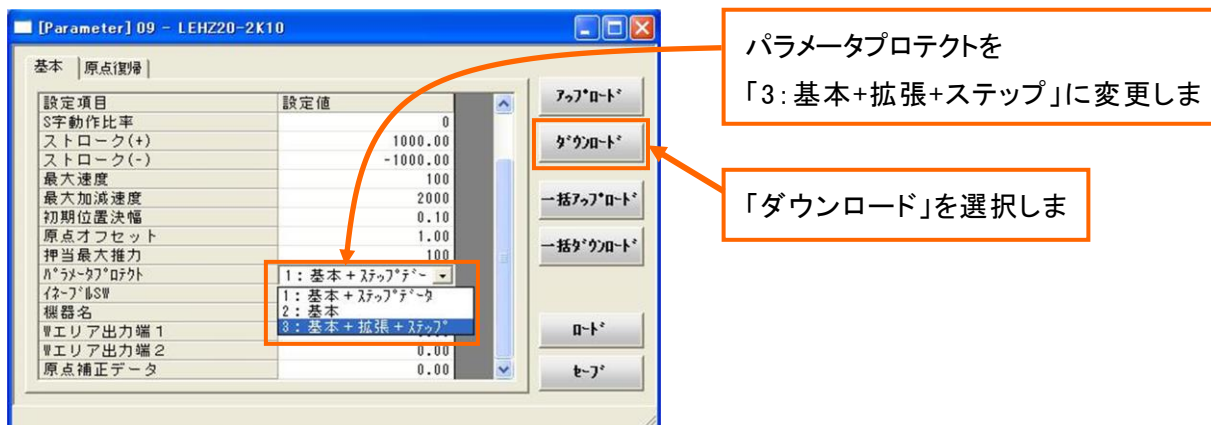 [Parameter] 09 - LEHZ20-2K10
基本
原点復帰
設定項目 設定値
S字動作比率 0
ストローク(+) 1000.00
ストローク(-) -1000.00
最大速度 100
最大加減速度 2000
初期位置決幅 0.10
原点オフセット 1.00
押当最大推力 100
ﾊﾟﾗﾒｰﾀﾌﾟﾛﾃｸﾄ 1:基本+ｽﾃｯﾌﾟﾃﾞｰ
ｲﾈｰﾌﾞﾙSW 1:基本+ｽﾃｯﾌﾟﾃﾞｰﾀ
機器名 2:基本
Wエリア出力端1 3:基本+拡張+ｽﾃｯﾌﾟ
Wエリア出力端2 0.00
原点補正データ 0.00
ｱｯﾌﾟﾛｰﾄﾞ
ﾀﾞｳﾝﾛｰﾄﾞ
一括ｱｯﾌﾟﾛｰﾄﾞ
一括ﾀﾞｳﾝﾛｰﾄﾞ
ﾛｰﾄﾞ
ｾｰﾌﾞ
パラメータプロテクトを
「3:基本+拡張+ステップ」に変更しま
「ダウンロード」を選択しま